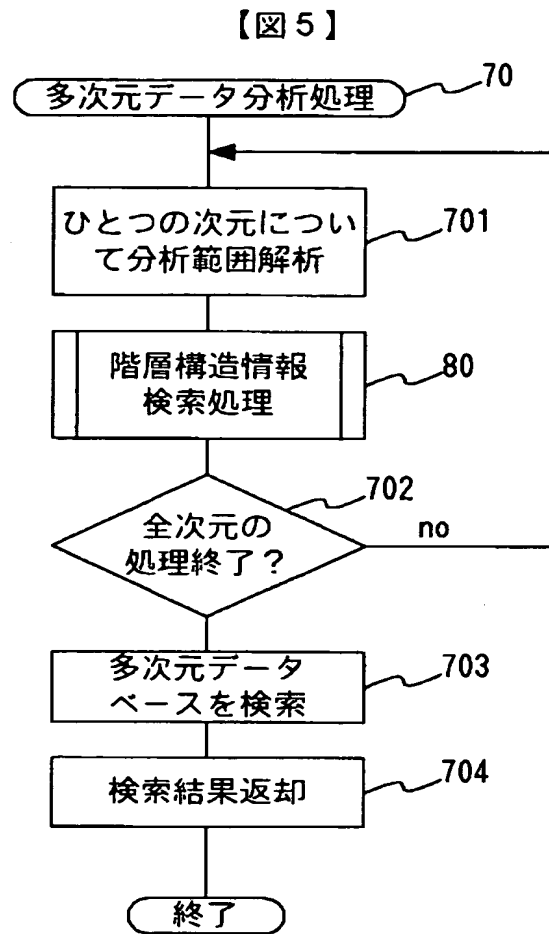 【図5】
多次元データ分析処理
70
ひとつの次元につい
て分析範囲解析
701
階層構造情報
検索処理
80
702
全次元の
処理終了？
no
多次元データ
ベースを検索
703
検索結果返却
704
終了